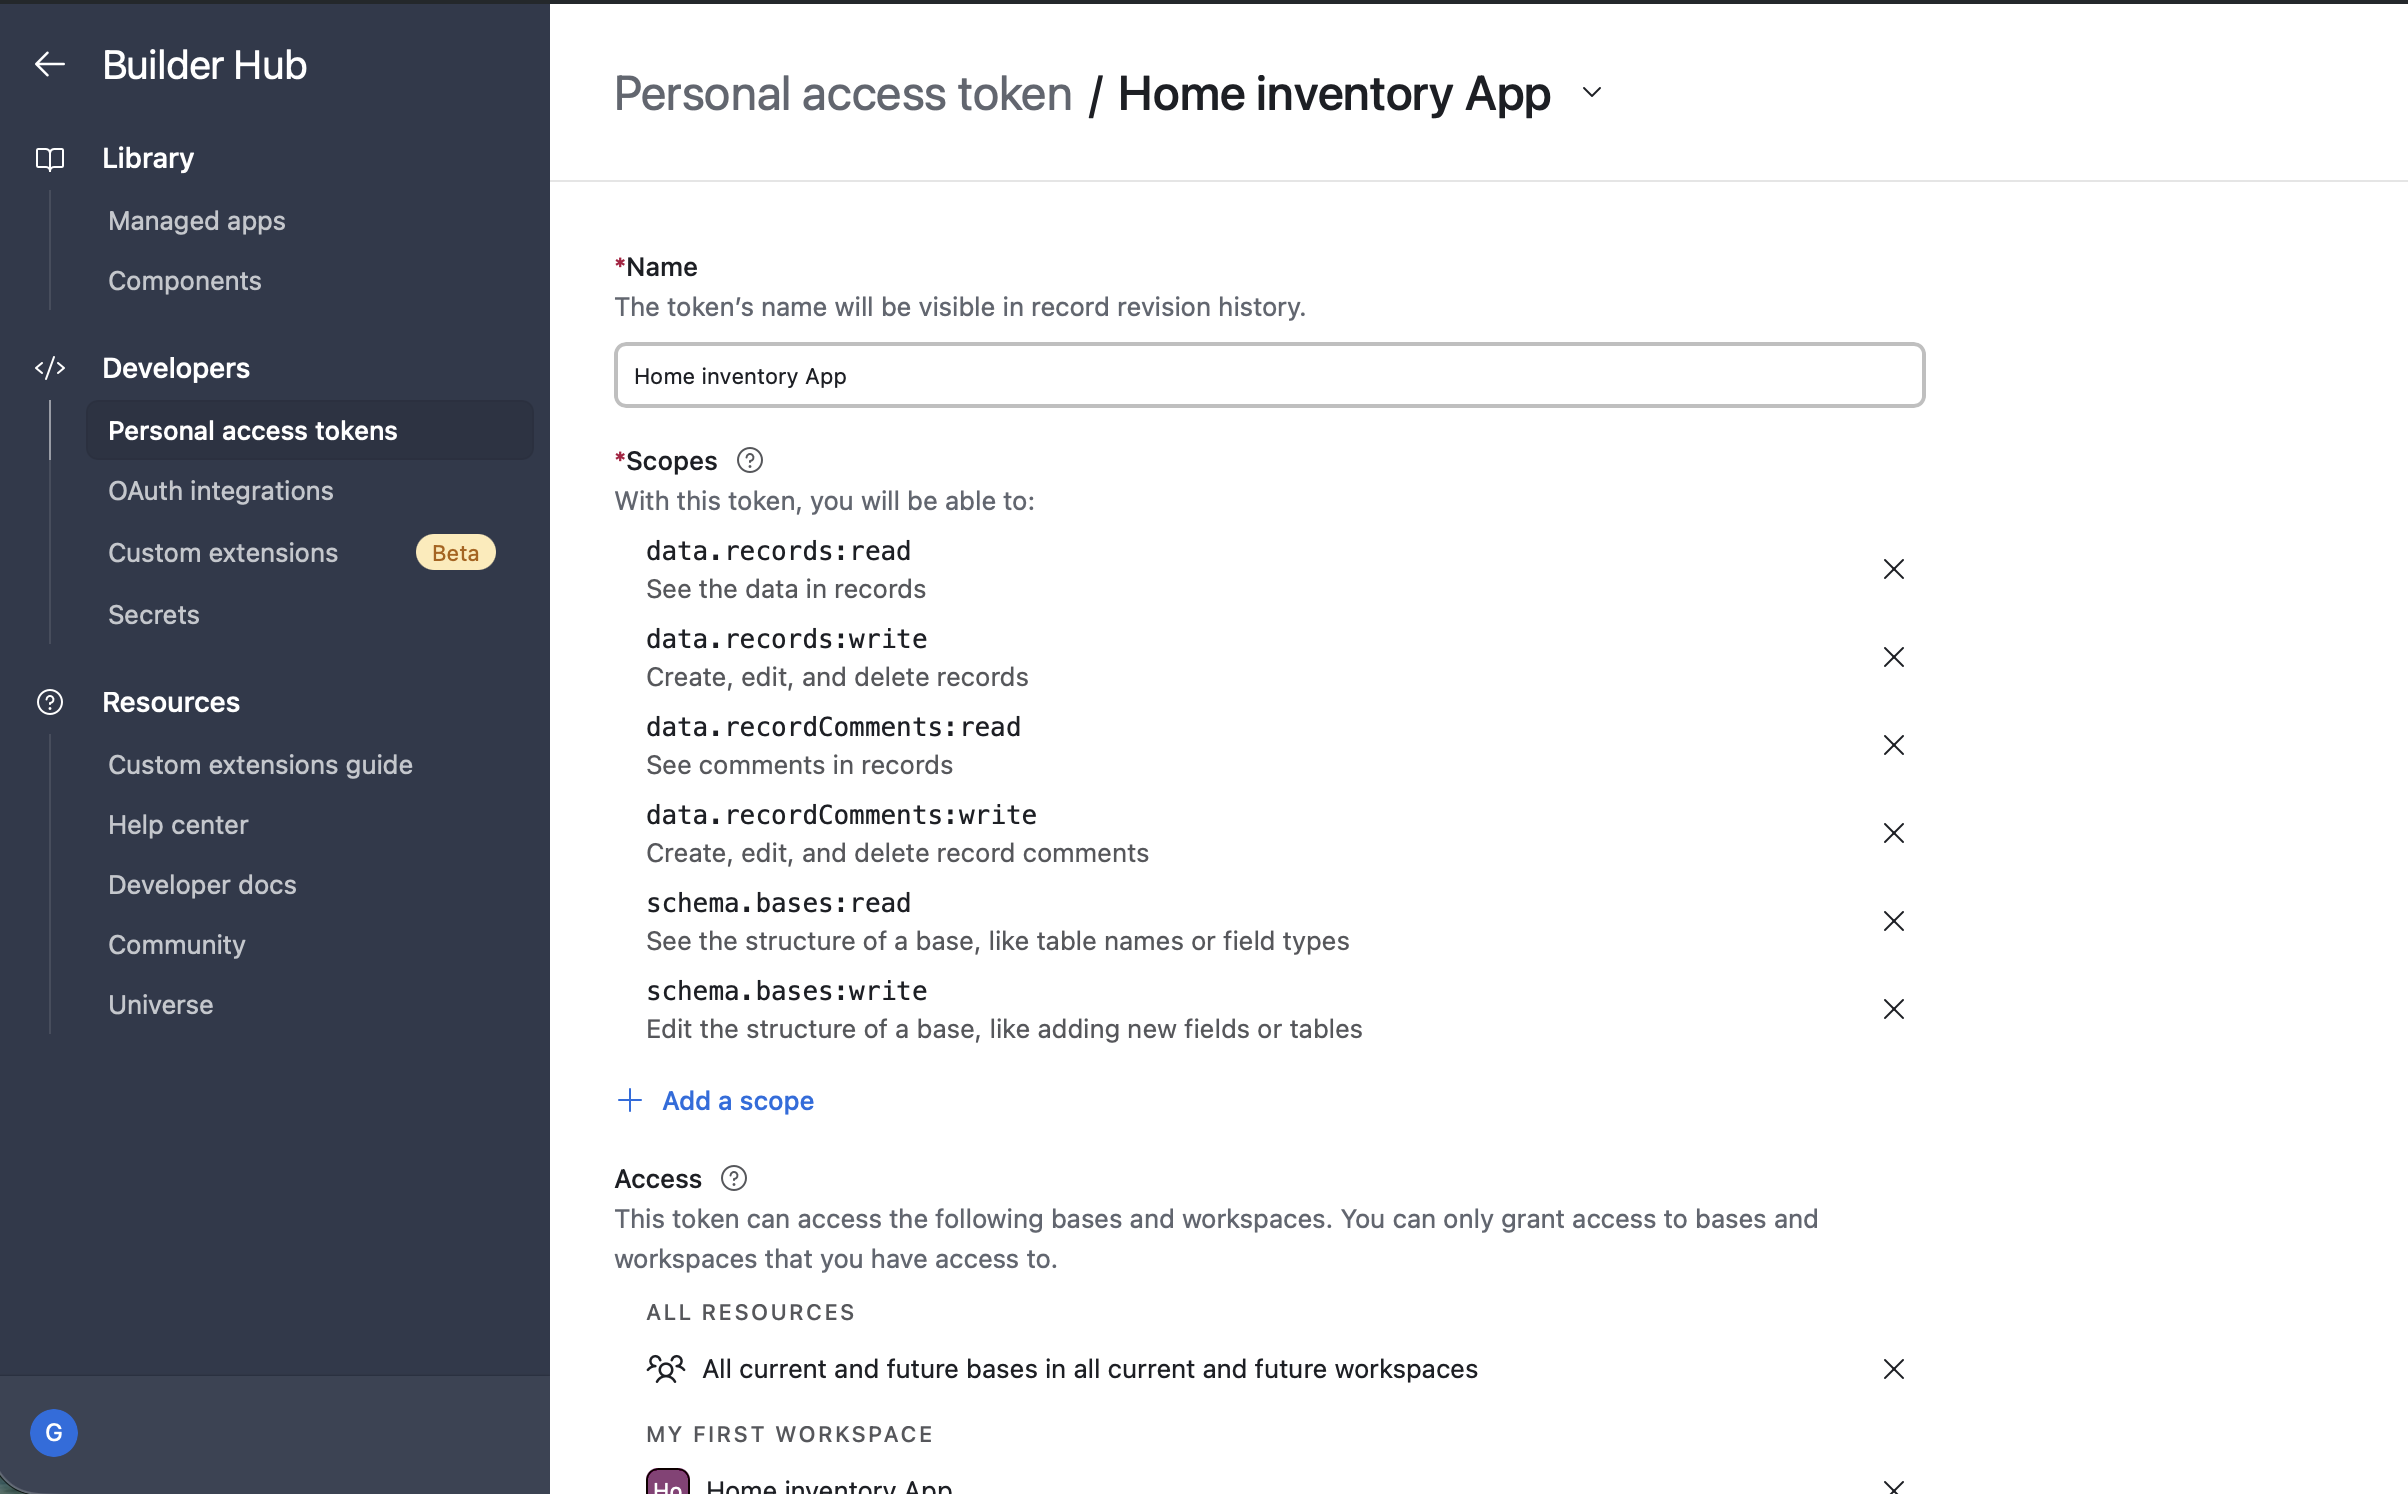 Builder Hub
Library
Managed apps
Components
Developers
Personal access tokens
OAuth integrations
Custom extensions Beta
Secrets
Resources
Custom extensions guide
Help center
Developer docs
Community
Universe
G
Personal access token / Home inventory App
*Name
The token’s name will be visible in record revision history.
Home inventory App
*Scopes
With this token, you will be able to:
data.records:read
See the data in records
data.records:write
Create, edit, and delete records
data.recordComments:read
See comments in records
data.recordComments:write
Create, edit, and delete record comments
schema.bases:read
See the structure of a base, like table names or field types
schema.bases:write
Edit the structure of a base, like adding new fields or tables
Add a scope
Access
This token can access the following bases and workspaces. You can only grant access to bases and
workspaces that you have access to.
ALL RESOURCES
All current and future bases in all current and future workspaces
MY FIRST WORKSPACE
Ho Home inventory App